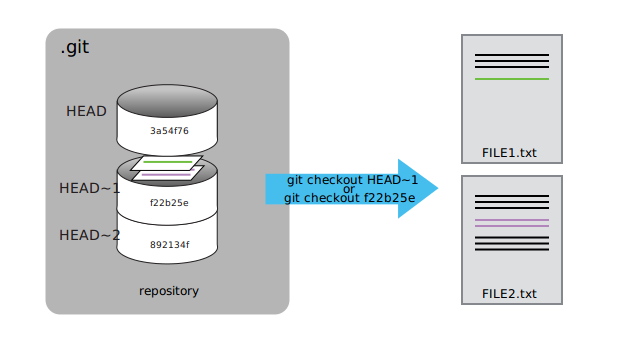 .git
HEAD
3a54f76
HEAD~1
f22b25e
HEAD~2
892134f
repository
git checkout HEAD~1
or
git checkout f22b25e
FILE1.txt
FILE2.txt